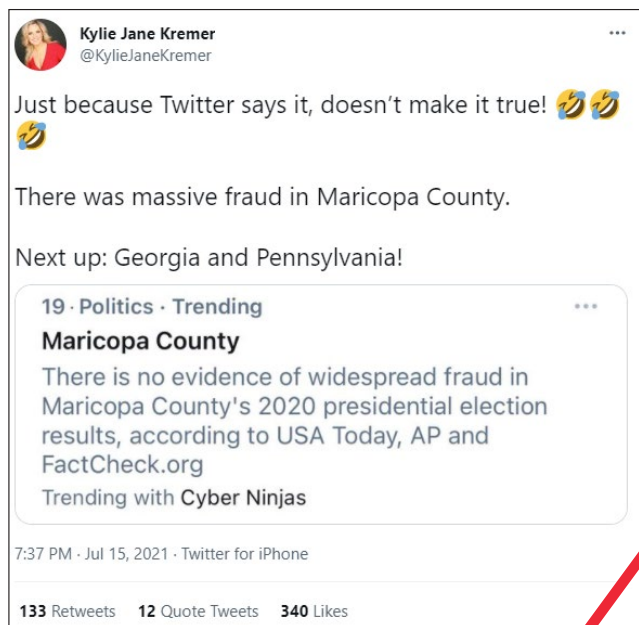 Kylie Jane Kremer
@KylieJaneKremer
Just because Twitter says it, doesn’t make it true! 🤣🤣
🤣
There was massive fraud in Maricopa County.
Next up: Georgia and Pennsylvania!
19 · Politics · Trending
Maricopa County
There is no evidence of widespread fraud in
Maricopa County's 2020 presidential election
results, according to USA Today, AP and
FactCheck.org
Trending with Cyber Ninjas
7:37 PM · Jul 15, 2021 · Twitter for iPhone
133 Retweets 12 Quote Tweets 340 Likes